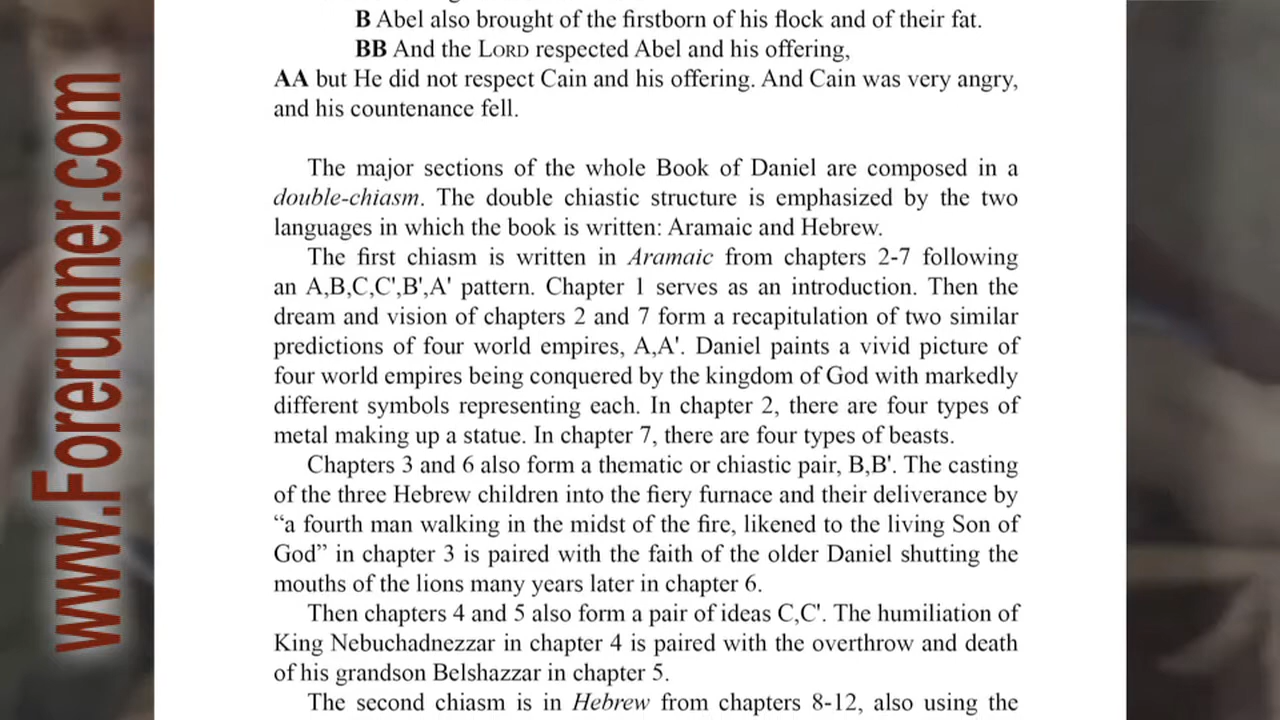 www.Forerunner.com
B Abel also brought of the firstborn of his flock and of their fat.
BB And the LORD respected Abel and his offering,
AA but He did not respect Cain and his offering. And Cain was very angry,
and his countenance fell.
The major sections of the whole Book of Daniel are composed in a
double-chiasm. The double chiastic structure is emphasized by the two
languages in which the book is written: Aramaic and Hebrew.
The first chiasm is written in Aramaic from chapters 2-7 following
an A,B,C,C',B',A' pattern. Chapter 1 serves as an introduction. Then the
dream and vision of chapters 2 and 7 form a recapitulation of two similar
predictions of four world empires, A,A'. Daniel paints a vivid picture of
four world empires being conquered by the kingdom of God with markedly
different symbols representing each. In chapter 2, there are four types of
metal making up a statue. In chapter 7, there are four types of beasts.
Chapters 3 and 6 also form a thematic or chiastic pair, B,B'. The casting
of the three Hebrew children into the fiery furnace and their deliverance by
“a fourth man walking in the midst of the fire, likened to the living Son of
God” in chapter 3 is paired with the faith of the older Daniel shutting the
mouths of the lions many years later in chapter 6.
Then chapters 4 and 5 also form a pair of ideas C,C'. The humiliation of
King Nebuchadnezzar in chapter 4 is paired with the overthrow and death
of his grandson Belshazzar in chapter 5.
The second chiasm is in Hebrew from chapters 8-12, also using the